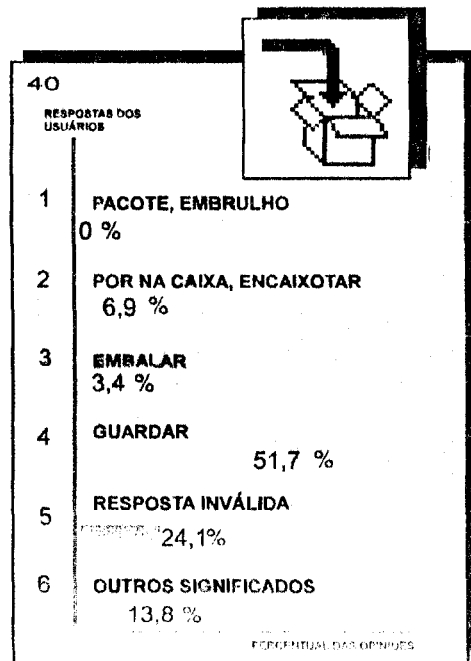 40
RESPOSTAS DOS
USUÁRIOS
1 PACOTE, EMBRULHO
0 %
2 POR NA CAIXA, ENCAIXOTAR
6,9 %
3 EMBALAR
3,4 %
4 GUARDAR
51,7 %
5 RESPOSTA INVÁLIDA
24,1%
6 OUTROS SIGNIFICADOS
13,8 %
PERCENTUAL DAS OPINIÕES